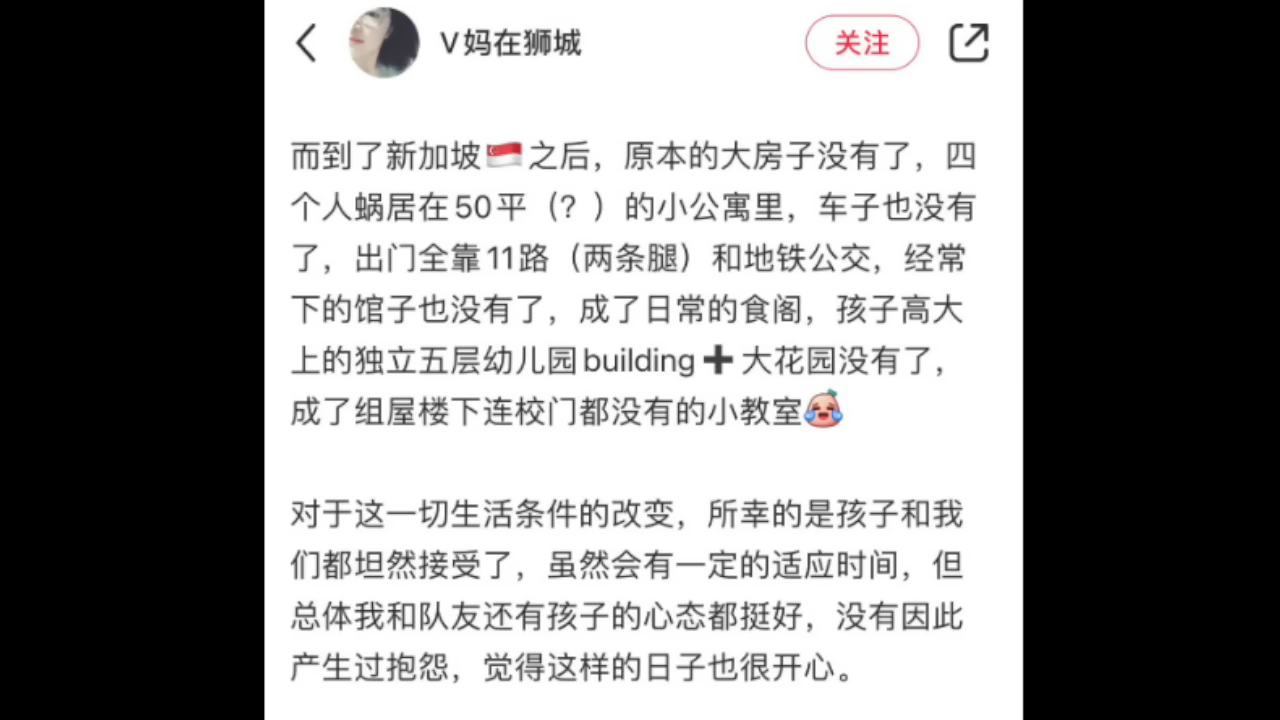 V妈在狮城
关注
而到了新加坡🇸🇬之后，原本的大房子没有了，四
个人蜗居在50平（？）的小公寓里，车子也没有
了，出门全靠11路（两条腿）和地铁公交，经常
下的馆子也没有了，成了日常的食阁，孩子高大
上的独立五层幼儿园building➕大花园没有了，
成了组屋楼下连校门都没有的小教室
对于这一切生活条件的改变，所幸的是孩子和我
们都坦然接受了，虽然会有一定的适应时间，但
总体我和队友还有孩子的心态都挺好，没有因此
产生过抱怨，觉得这样的日子也很开心。